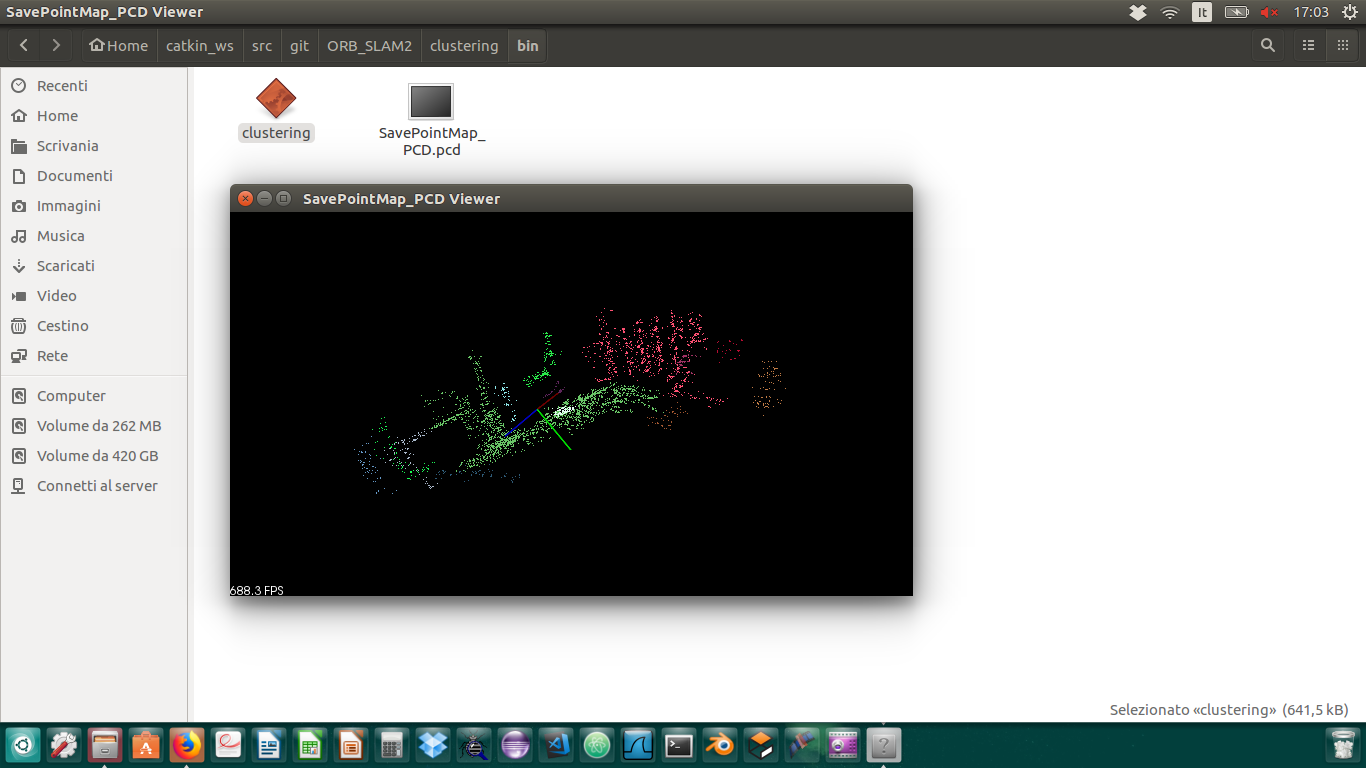 SavePointMap_PCD Viewer
It
17:03
Home
catkin_ws
src
git
ORB_SLAM2
clustering
bin
Recenti
Home
Scrivania
Documenti
Immagini
Musica
Scaricati
Video
Cestino
Rete
Computer
Volume da 262 MB
Volume da 420 GB
Connetti al server
clustering
SavePointMap_
PCD.pcd
SavePointMap_PCD Viewer
688.3 FPS
Selezionato «clustering» (641,5 kB)